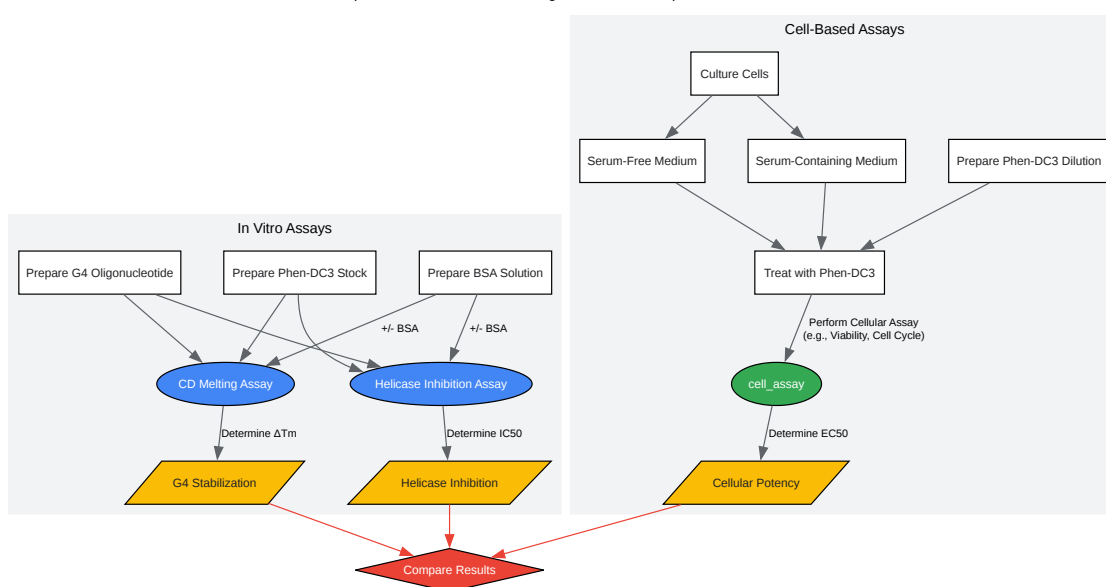 Cell-Based Assays
Culture Cells
Serum-Free Medium
Serum-Containing Medium
Prepare Phen-DC3 Dilution
In Vitro Assays
Prepare G4 Oligonucleotide
Prepare Phen-DC3 Stock
Prepare BSA Solution
Treat with Phen-DC3
+/- BSA
+/- BSA
Perform Cellular Assay
(e.g., Viability, Cell Cycle)
CD Melting Assay
Helicase Inhibition Assay
cell_assay
Determine ΔTm
Determine IC50
Determine EC50
G4 Stabilization
Helicase Inhibition
Cellular Potency
Compare Results